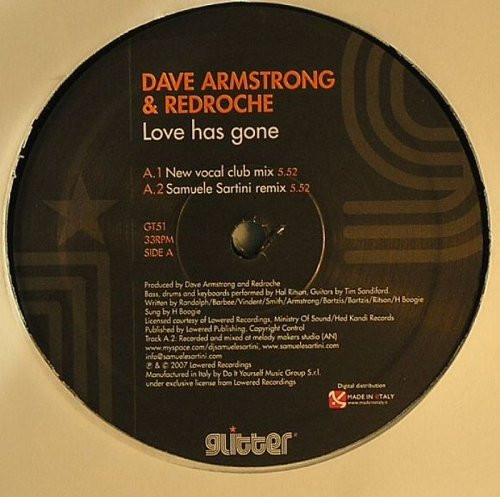 DAVE ARMSTRONG
& REDROCHE
Love has gone
A.1 New vocal club mix 5.52
A.2 Samuele Sartini remix 5.52
GT51
33RPM
SIDE A
Produced by Dave Armstrong and Redroche
Bass, drums and keyboards performed by Hal Ritson, Guitars by Tim Sandiford.
Written by Randolph/Barbee/Vindent/Smith/Armstrong/Bartzis/Bartzis/Ritson/H Boogie
Sung by H Boogie
Licensed courtesy of Lowered Recordings, Ministry Of Sound/Hed Kandi Records
Published by Lowered Publishing, Copyright Control
Track A.2: Recorded and mixed at melody makers studio (AN)
www.myspace.com/djsamuelesartini, www.samuelesartini.com
info@samuelesartini.com
℗ & © 2007 Lowered Recordings
Manufactured in Italy by Do It Yourself Music Group S.r.l.
under exclusive license from Lowered Recordings
Digital distribution
MADE IN ETALY
www.madeinetaly.it
glitter